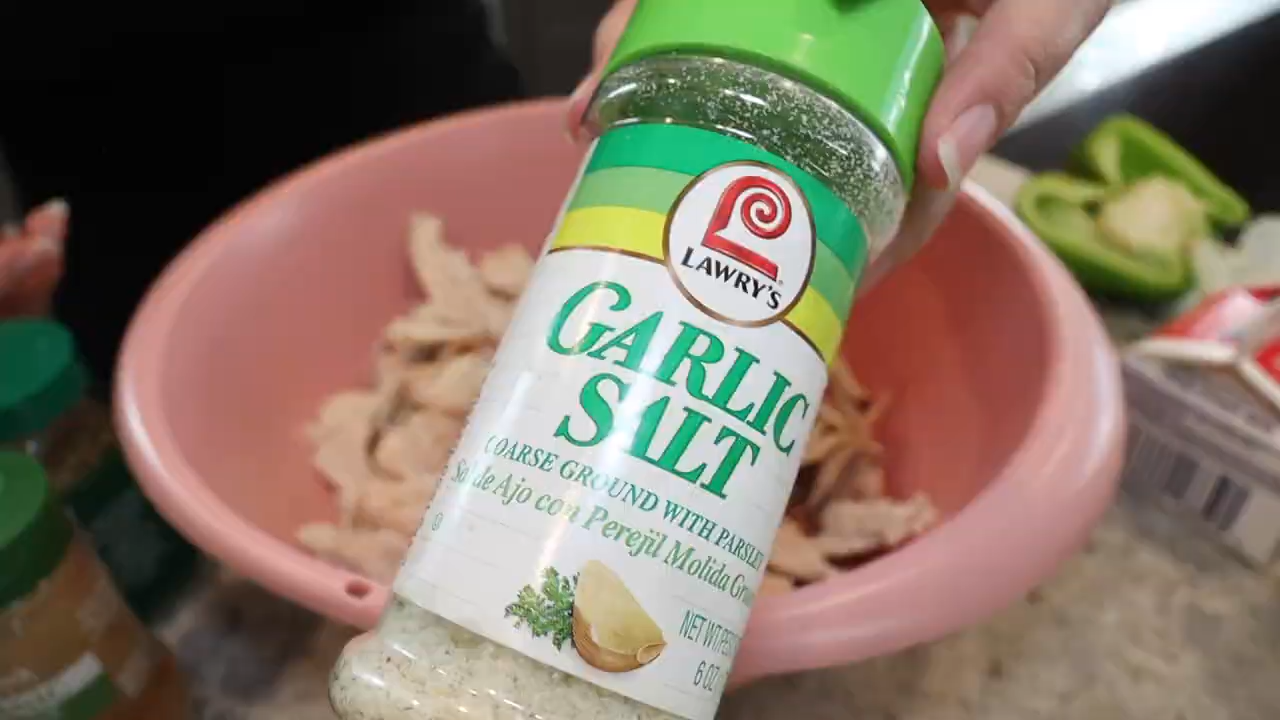 LAWRY'S
GARLIC
SALT
COARSE GROUND WITH PARSLEY
Sal de Ajo con Perejil Molida
NET WT
6 OZ